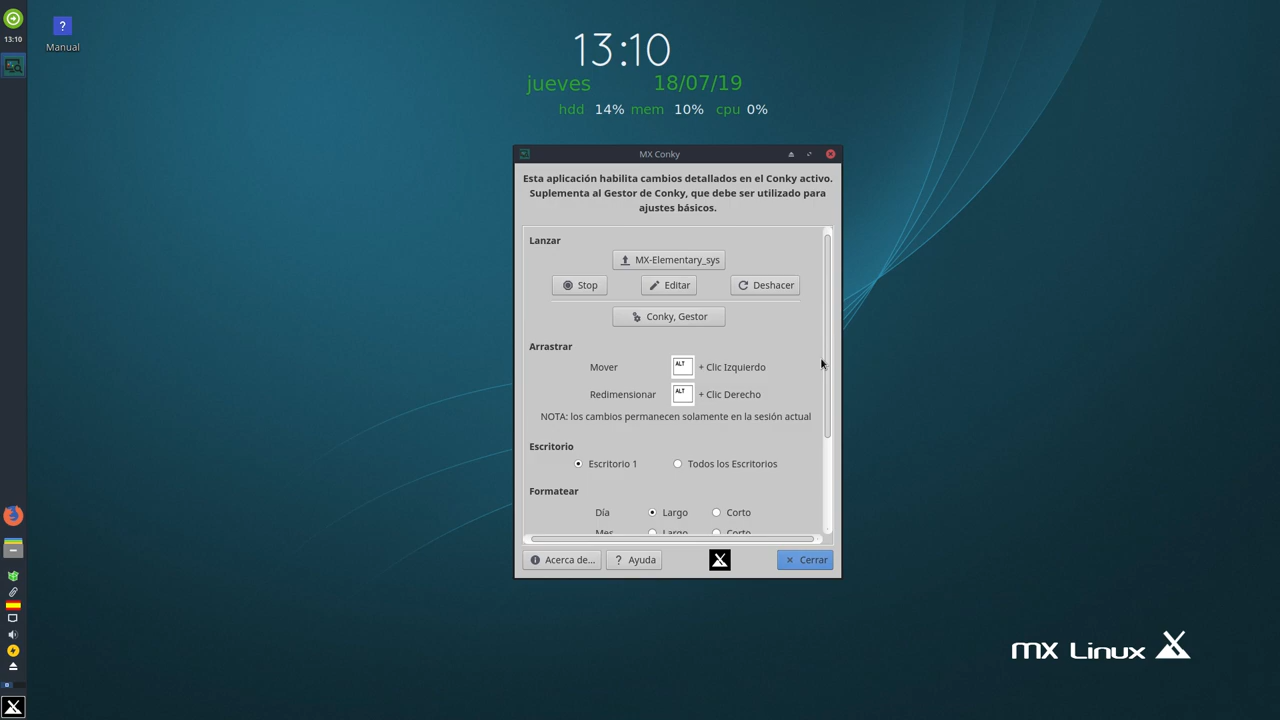 13:10
?
Manual
13:10
jueves 18/07/19
hdd 14% mem 10% cpu 0%
MX Conky
Esta aplicación habilita cambios detallados en el Conky activo.
Suplementa al Gestor de Conky, que debe ser utilizado para
ajustes básicos.
Lanzar
MX-Elementary_sys
Stop Editar Deshacer
Conky, Gestor
Arrastrar
Mover ALT + Clic Izquierdo
Redimensionar ALT + Clic Derecho
NOTA: los cambios permanecen solamente en la sesión actual
Escritorio
Escritorio 1 Todos los Escritorios
Formatear
Día Largo Corto
Mes Largo Corto
Acerca de... ? Ayuda Cerrar
mx Linux